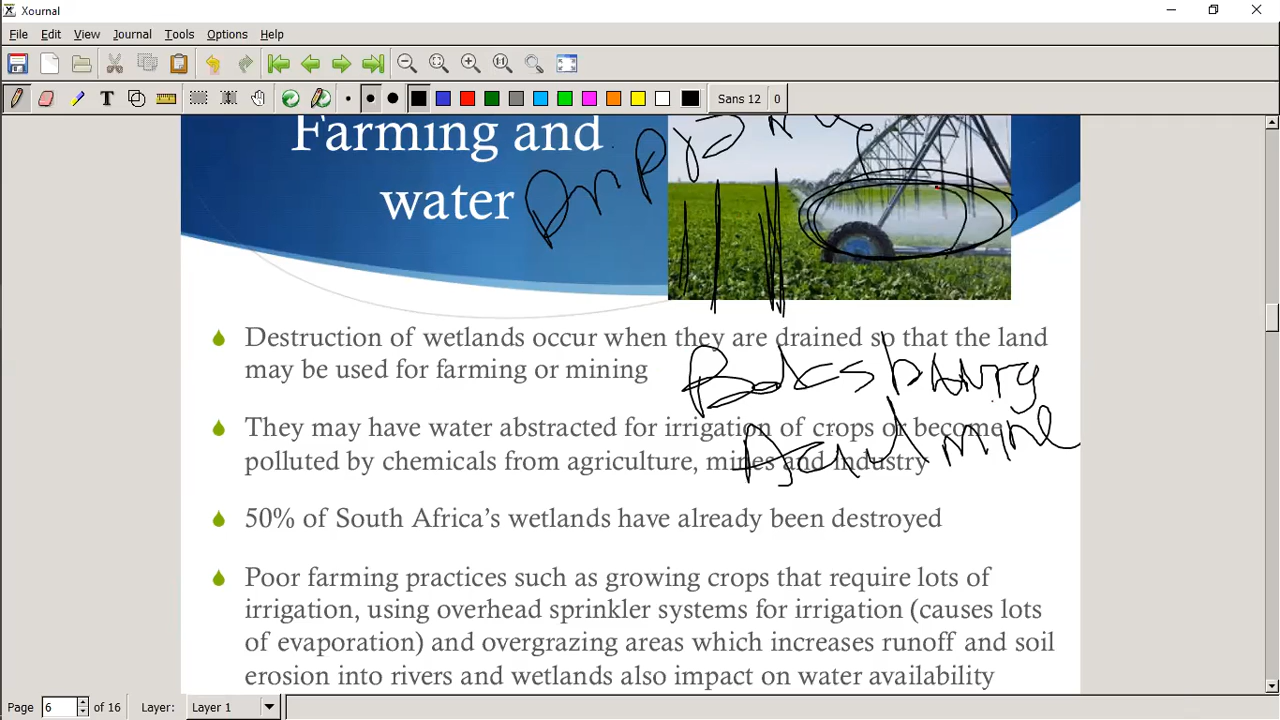 Xournal
File Edit View Journal Tools Options Help
Sans 12 0
Farming and
water
Drip
Destruction of wetlands occur when they are drained so that the land
may be used for farming or mining
Boksburg
They may have water abstracted for irrigation of crops or become
polluted by chemicals from agriculture, mines and industry
Acid mine
50% of South Africa's wetlands have already been destroyed
Poor farming practices such as growing crops that require lots of
irrigation, using overhead sprinkler systems for irrigation (causes lots
of evaporation) and overgrazing areas which increases runoff and soil
erosion into rivers and wetlands also impact on water availability
Page 6 of 16 Layer: Layer 1